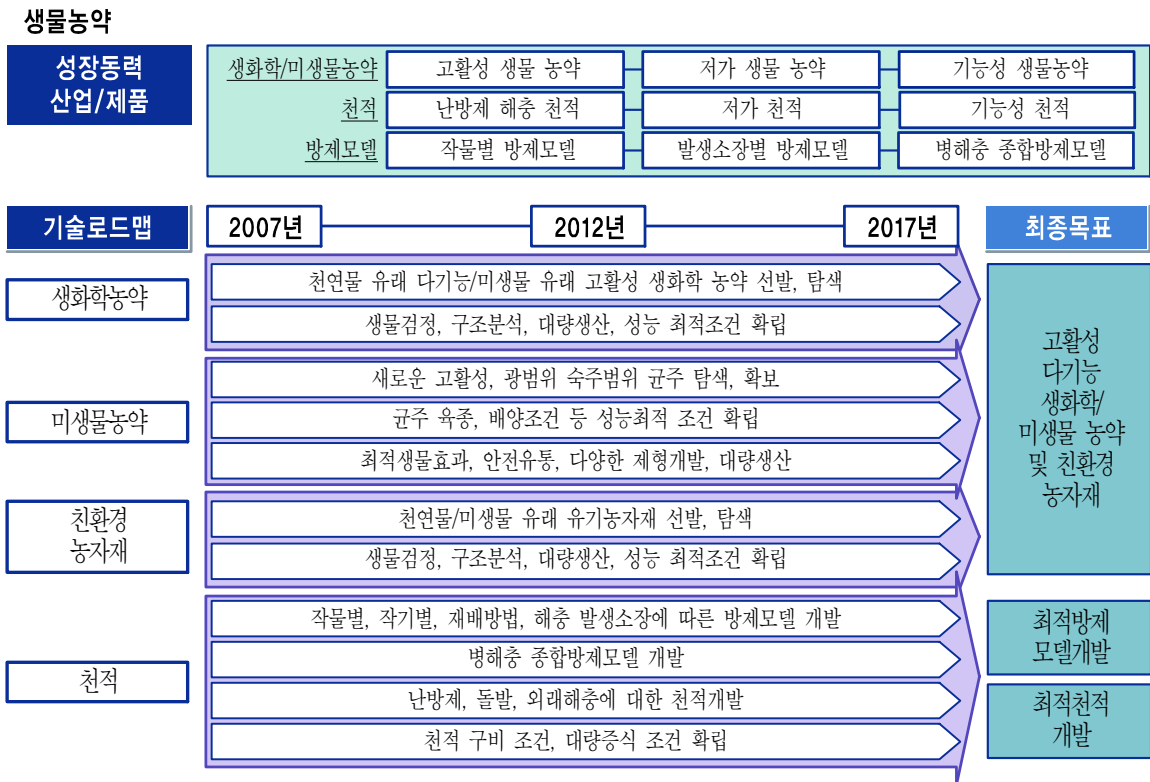 생물농약
성장동력
산업/제품
생화학/미생물농약 고활성 생물 농약 저가 생물 농약 기능성 생물농약
천적 난방제 해충 천적 저가 천적 기능성 천적
방제모델 작물별 방제모델 발생소장별 방제모델 병해충 종합방제모델
기술로드맵 2007년 2012년 2017년 최종목표
생화학농약
천연물 유래 다기능/미생물 유래 고활성 생화학 농약 선발, 탐색
생물검정, 구조분석, 대량생산, 성능 최적조건 확립
미생물농약
새로운 고활성, 광범위 숙주범위 균주 탐색, 확보
균주 육종, 배양조건 등 성능최적 조건 확립
최적생물효과, 안전유통, 다양한 제형개발, 대량생산
친환경
농자재
천연물/미생물 유래 유기농자재 선발, 탐색
생물검정, 구조분석, 대량생산, 성능 최적조건 확립
고활성
다기능
생화학/
미생물 농약
및 친환경
농자재
천적
작물별, 작기별, 재배방법, 해충 발생소장에 따른 방제모델 개발
병해충 종합방제모델 개발
난방제, 돌발, 외래해충에 대한 천적개발
천적 구비 조건, 대량증식 조건 확립
최적방제
모델개발
최적천적
개발